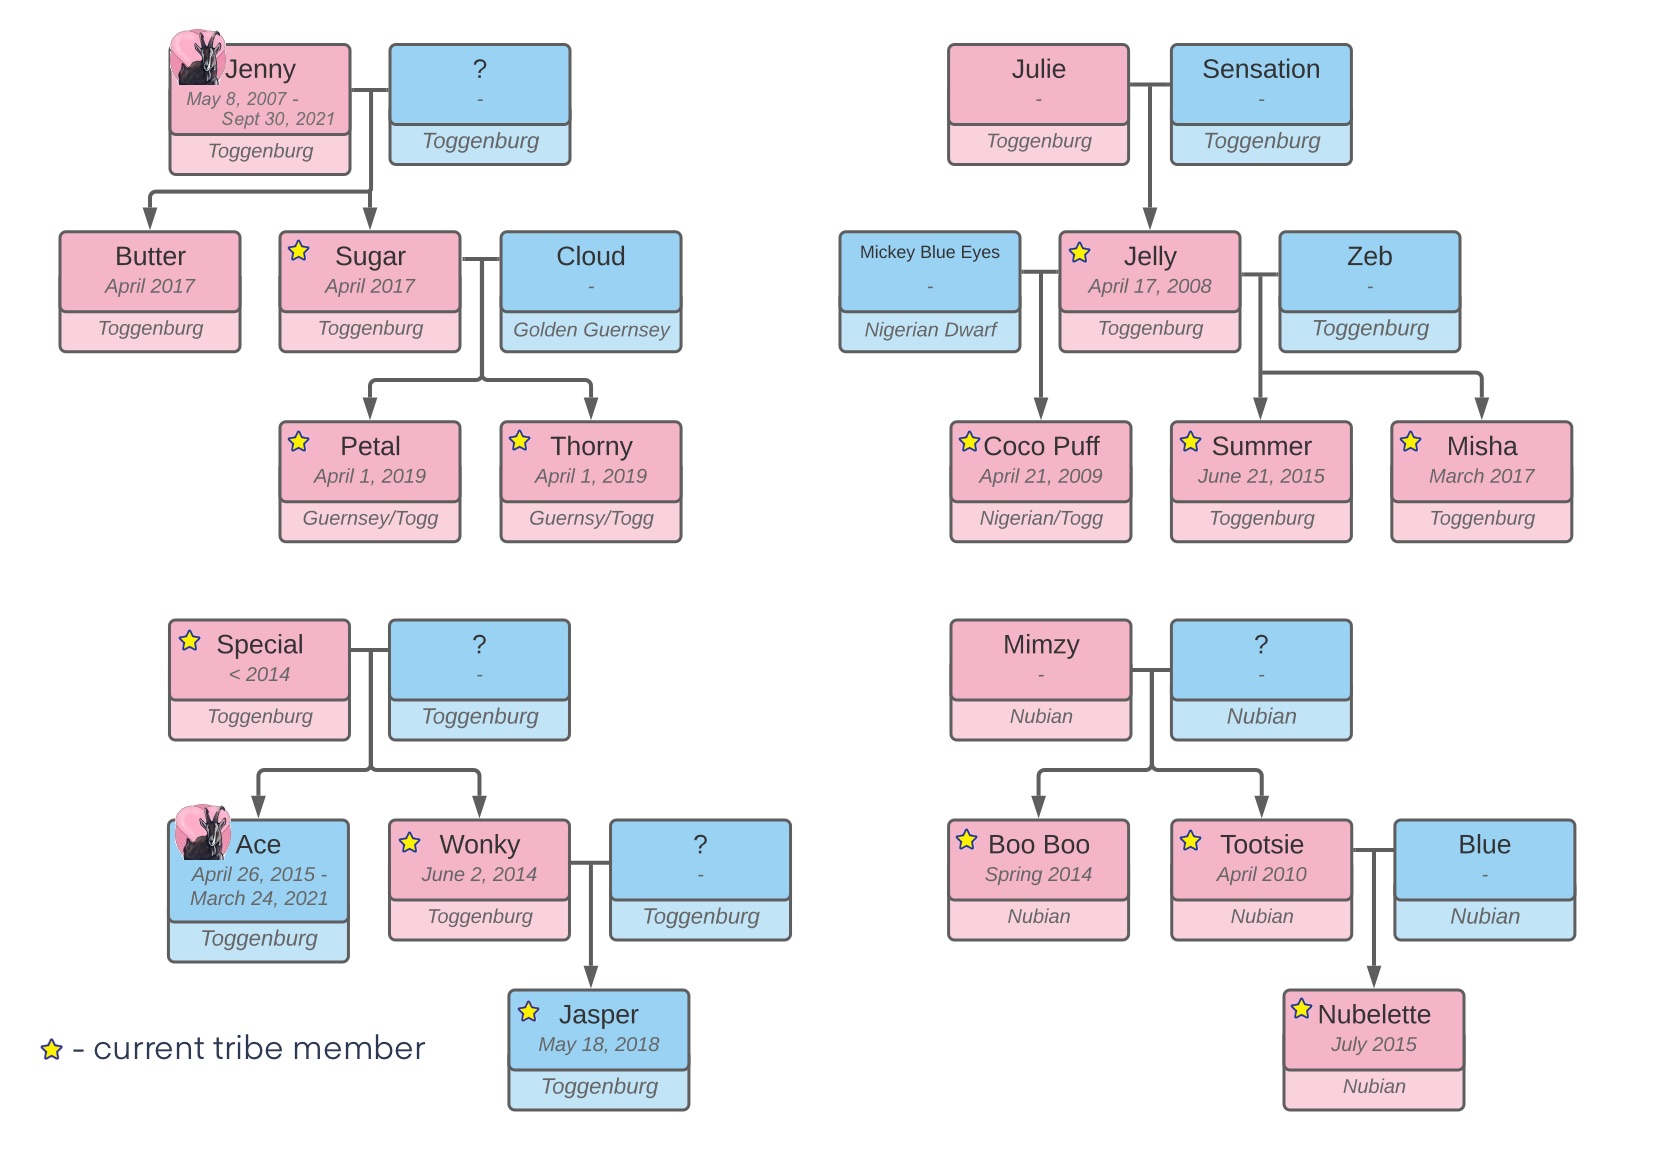 Jenny
May 8, 2007 -
Sept 30, 2021
Toggenburg
?
-
Toggenburg
Butter
April 2017
Toggenburg
Sugar
April 2017
Toggenburg
Cloud
-
Golden Guernsey
Petal
April 1, 2019
Guernsey/Togg
Thorny
April 1, 2019
Guernsy/Togg
Julie
-
Toggenburg
Sensation
-
Toggenburg
Mickey Blue Eyes
-
Nigerian Dwarf
Jelly
April 17, 2008
Toggenburg
Zeb
-
Toggenburg
Coco Puff
April 21, 2009
Nigerian/Togg
Summer
June 21, 2015
Toggenburg
Misha
March 2017
Toggenburg
Special
< 2014
Toggenburg
?
-
Toggenburg
Ace
April 26, 2015 -
March 24, 2021
Toggenburg
Wonky
June 2, 2014
Toggenburg
?
-
Toggenburg
Jasper
May 18, 2018
Toggenburg
Mimzy
-
Nubian
?
-
Nubian
Boo Boo
Spring 2014
Nubian
Tootsie
April 2010
Nubian
Blue
-
Nubian
Nubelette
July 2015
Nubian
- current tribe member